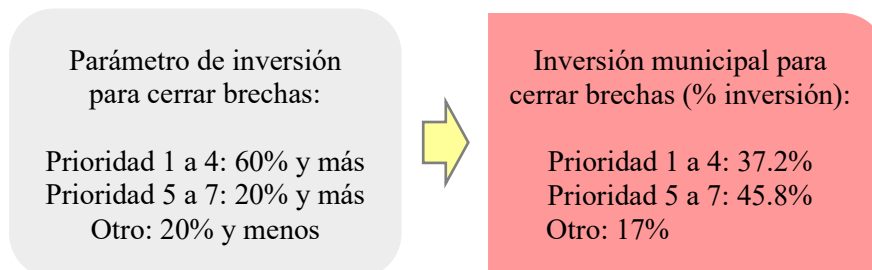 Parámetro de inversión
para cerrar brechas:
Prioridad 1 a 4: 60% y más
Prioridad 5 a 7: 20% y más
Otro: 20% y menos
Inversión municipal para
cerrar brechas (% inversión):
Prioridad 1 a 4: 37.2%
Prioridad 5 a 7: 45.8%
Otro: 17%